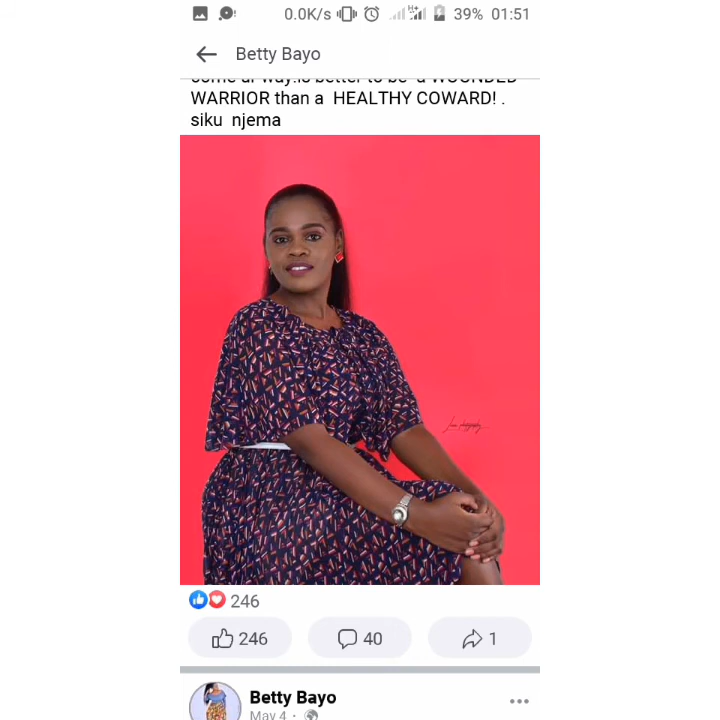 0.0K/s 39% 01:51
Betty Bayo
WARRIOR than a HEALTHY COWARD! .
siku njema
246
246 40 1
Betty Bayo
May 4 ·